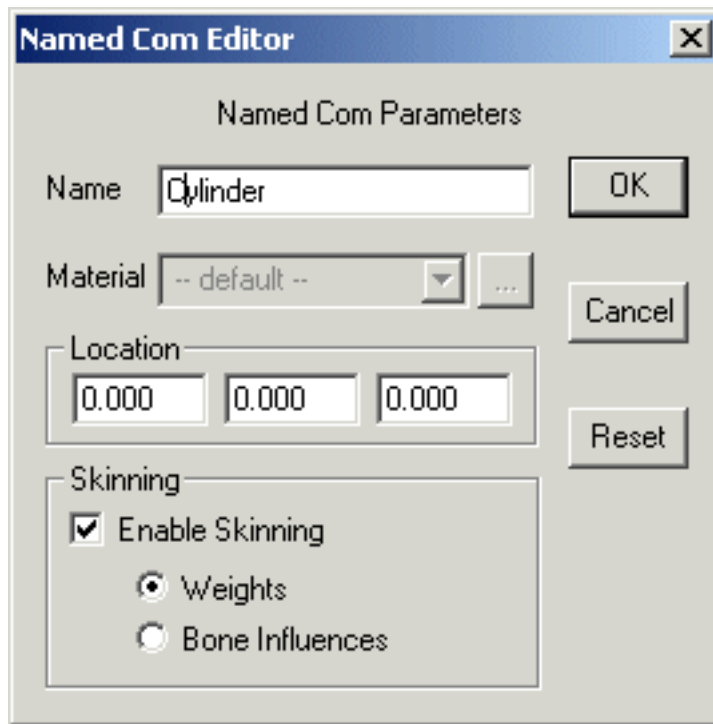 Named Com Editor
Named Com Parameters
Name Cylinder OK
Material -- default -- ...
Cancel
Location
0.000 0.000 0.000
Reset
Skinning
Enable Skinning
Weights
Bone Influences